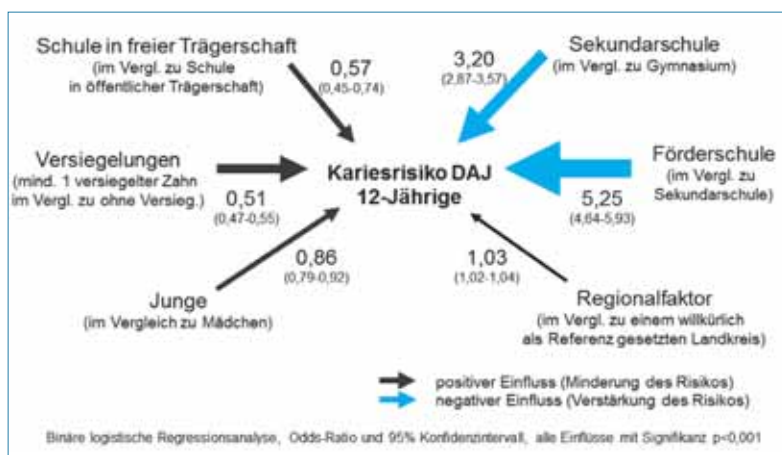 Schule in freier Trägerschaft
(im Vergl. zu Schule
in öffentlicher Trägerschaft)
0,57
(0,45-0,74)
3,20
(2,87-3,57)
Sekundarschule
(im Vergl. zu Gymnasium)
Versiegelungen
(mind. 1 versiegelter Zahn
im Vergl. zu ohne Versieg.)
0,51
(0,47-0,55)
Kariesrisiko DAJ
12-Jährige
Förderschule
(im Vergl. zu
Sekundarschule)
5,25
(4,64-5,93)
0,86
(0,79-0,92)
1,03
(1,02-1,04)
Junge
(im Vergleich zu Mädchen)
Regionalfaktor
(im Vergl. zu einem willkürlich
als Referenz gesetzten Landkreis)
positiver Einfluss (Minderung des Risikos)
negativer Einfluss (Verstärkung des Risikos)
Binäre logistische Regressionsanalyse, Odds-Ratio und 95% Konfidenzintervall, alle Einflüsse mit Signifikanz p<0,001